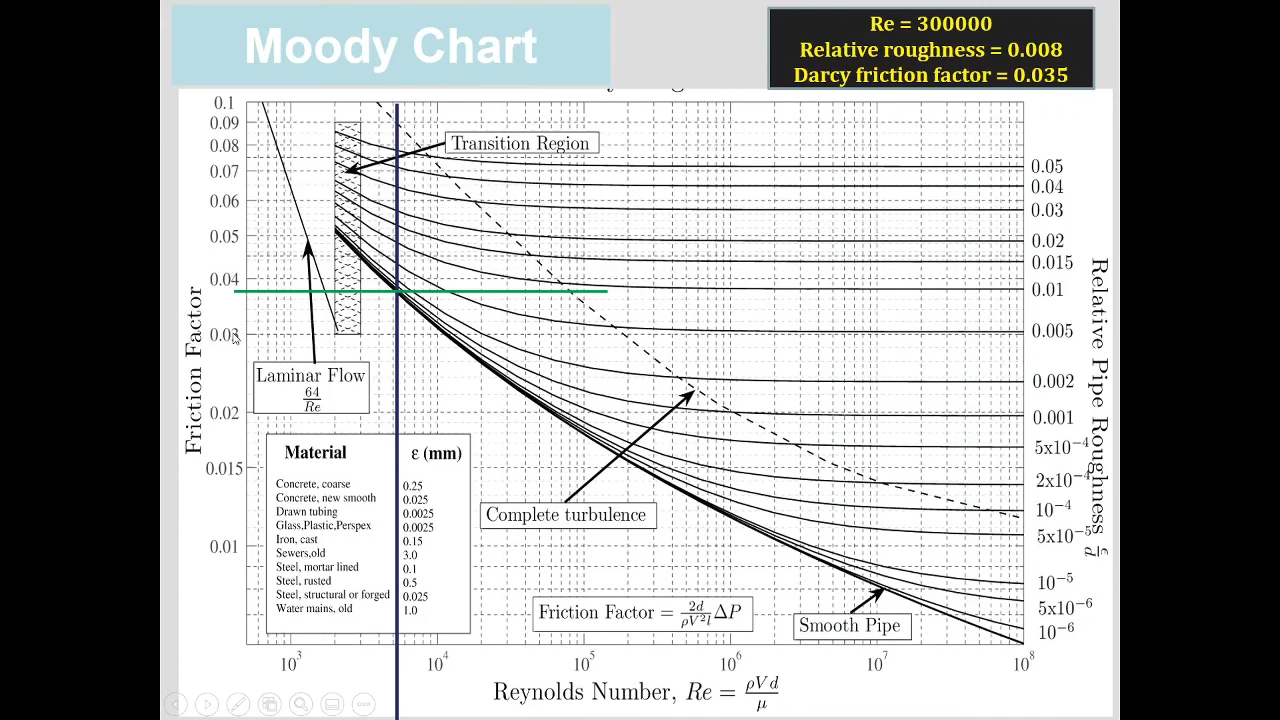 Moody Chart
Re = 300000
Relative roughness = 0.008
Darcy friction factor = 0.035
0.1
0.09
0.08
0.07
0.06
0.05
0.04
0.03
0.02
0.015
0.01
Friction Factor
Transition Region
Laminar Flow
64
Re
Complete turbulence
Smooth Pipe
Material ε (mm)
Concrete, coarse 0.25
Concrete, new smooth 0.025
Drawn tubing 0.0025
Glass,Plastic,Perspex 0.0025
Iron, cast 0.15
Sewers,old 3.0
Steel, mortar lined 0.1
Steel, rusted 0.5
Steel, structural or forged 0.025
Water mains, old 1.0
Friction Factor = 2d/ρV²l ΔP
0.05
0.04
0.03
0.02
0.015
0.01
0.005
0.002
0.001
5x10⁻⁴
2x10⁻⁴
10⁻⁴
5x10⁻⁵
10⁻⁵
5x10⁻⁶
10⁻⁶
Relative Pipe Roughness ε/d
10³ 10⁴ 10⁵ 10⁶ 10⁷ 10⁸
Reynolds Number, Re = ρVd/μ